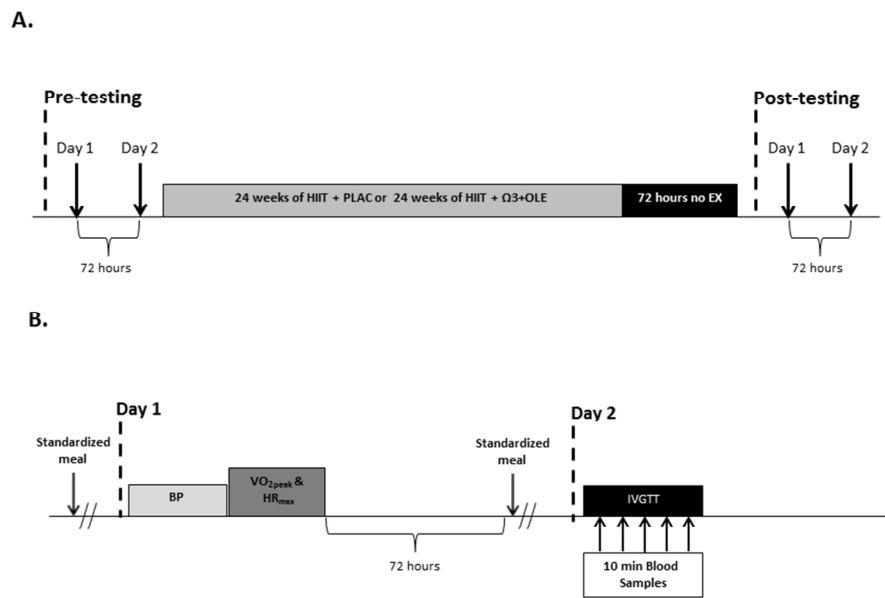 A.
Pre-testing
Post-testing
Day 1
Day 2
Day 1
Day 2
24 weeks of HIIT + PLAC or 24 weeks of HIIT + Ω3+OLE
72 hours no EX
72 hours
72 hours
B.
Day 1
Day 2
Standardized
meal
Standardized
meal
BP
VO2peak &
HRmax
IVGTT
72 hours
10 min Blood
Samples